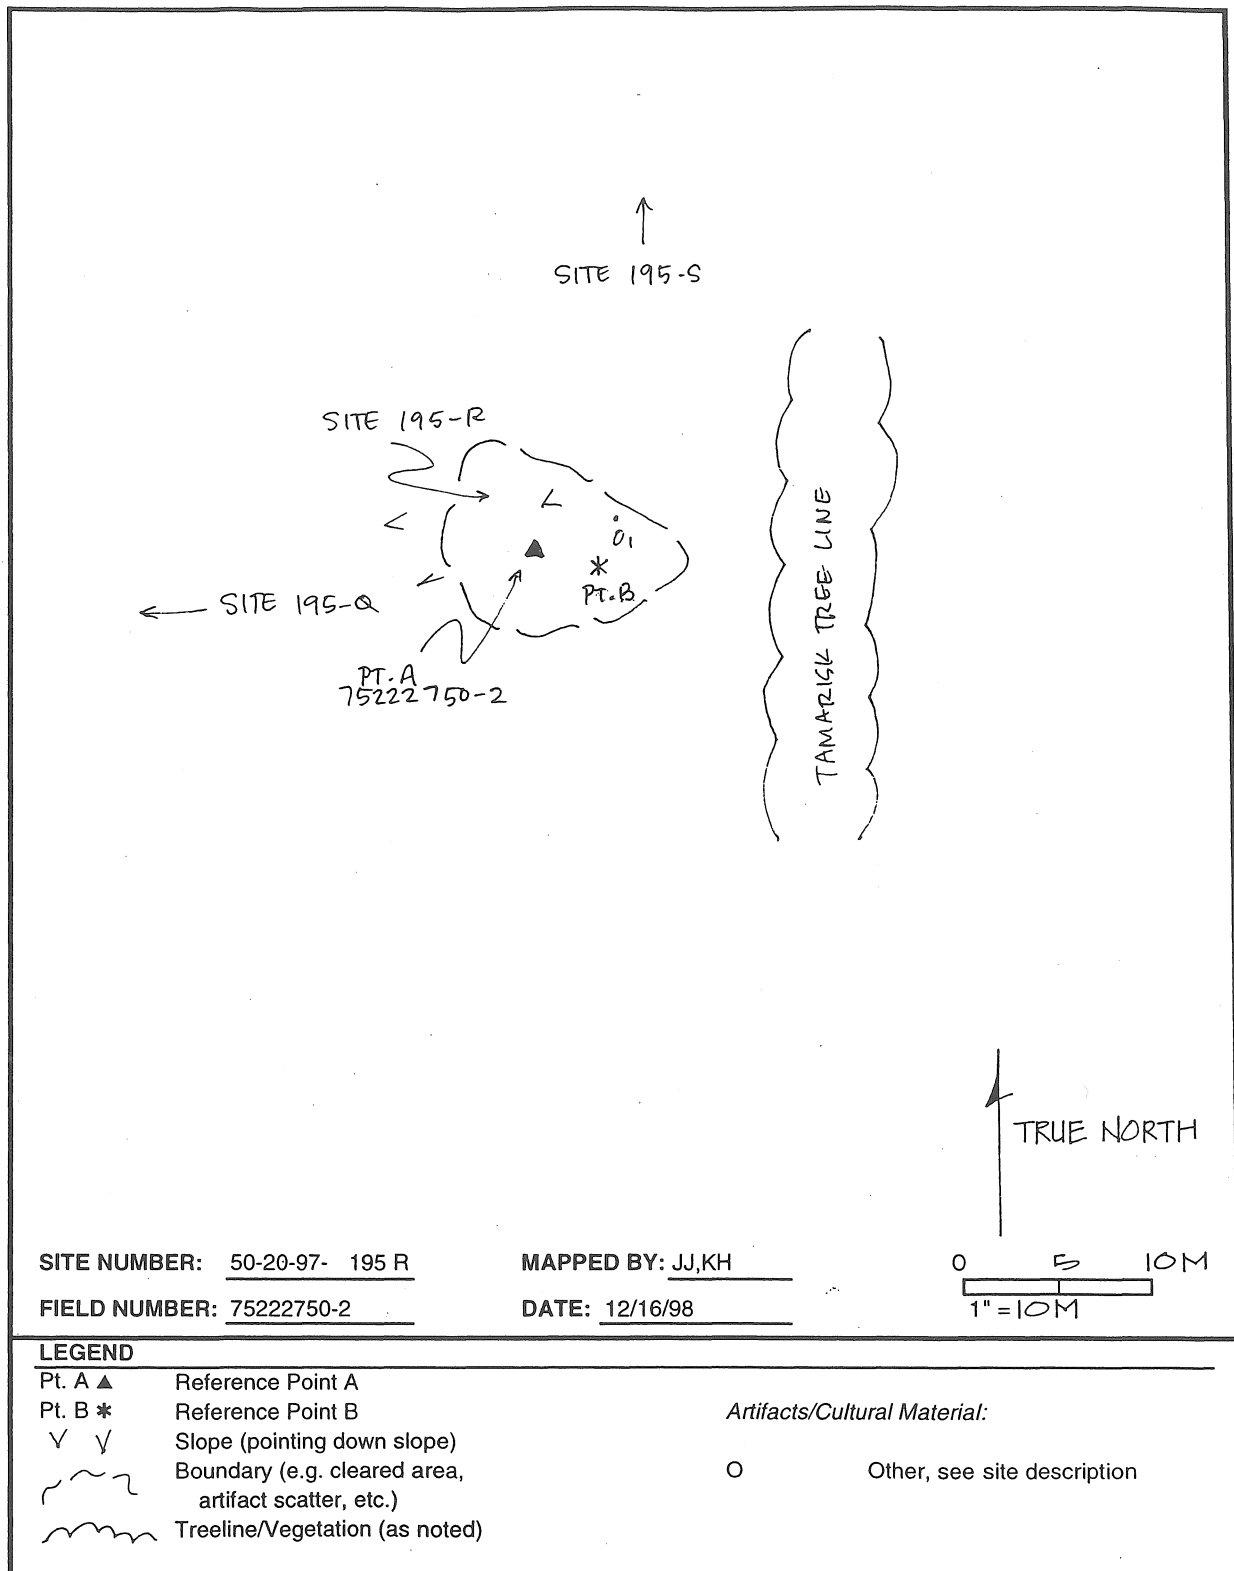 SITE 195-S
SITE 195-R
O1
PT. B
SITE 195-Q
PT. A
75222750-2
TAMARISK TREE LINE
TRUE NORTH
SITE NUMBER: 50-20-97- 195 R
MAPPED BY: JJ,KH
0 5 10M
FIELD NUMBER: 75222750-2
DATE: 12/16/98
1" = 10M
LEGEND
Pt. A ▲ Reference Point A
Pt. B * Reference Point B
Slope (pointing down slope)
Boundary (e.g. cleared area,
artifact scatter, etc.)
Treeline/Vegetation (as noted)
Artifacts/Cultural Material:
O Other, see site description